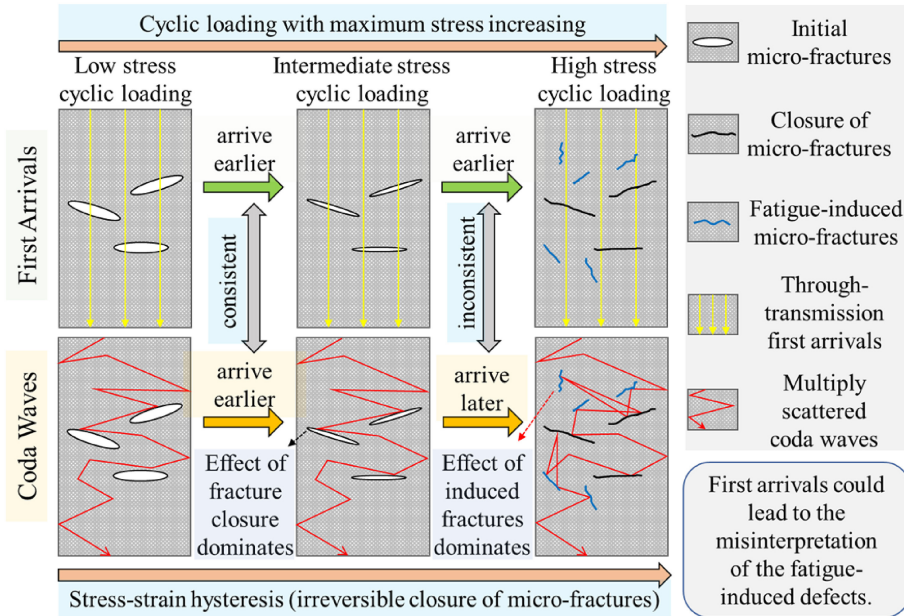 Cyclic loading with maximum stress increasing
Low stress
cyclic loading
Intermediate stress
cyclic loading
High stress
cyclic loading
First Arrivals
arrive
earlier
arrive
earlier
consistent
inconsistent
Coda Waves
arrive
earlier
arrive
later
Effect of
fracture
closure
dominates
Effect of
induced
fractures
dominates
Stress-strain hysteresis (irreversible closure of micro-fractures)
Initial
micro-fractures
Closure of
micro-fractures
Fatigue-induced
micro-fractures
Through-
transmission
first arrivals
Multiply
scattered
coda waves
First arrivals could
lead to the
misinterpretation
of the fatigue-
induced defects.